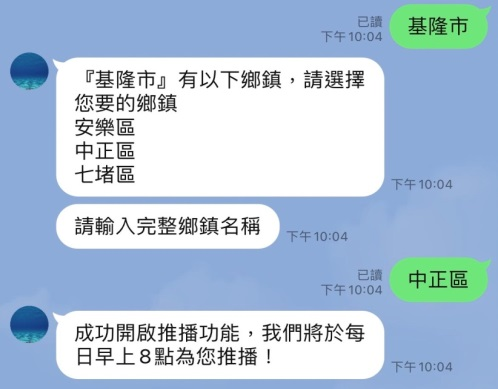 已讀
下午 10:04
基隆市
『基隆市』有以下鄉鎮，請選擇
您要的鄉鎮
安樂區
中正區
七堵區
下午 10:04
請輸入完整鄉鎮名稱
下午 10:04
已讀
下午 10:04
中正區
成功開啟推播功能，我們將於每
日早上８點為您推播！
下午 10:04